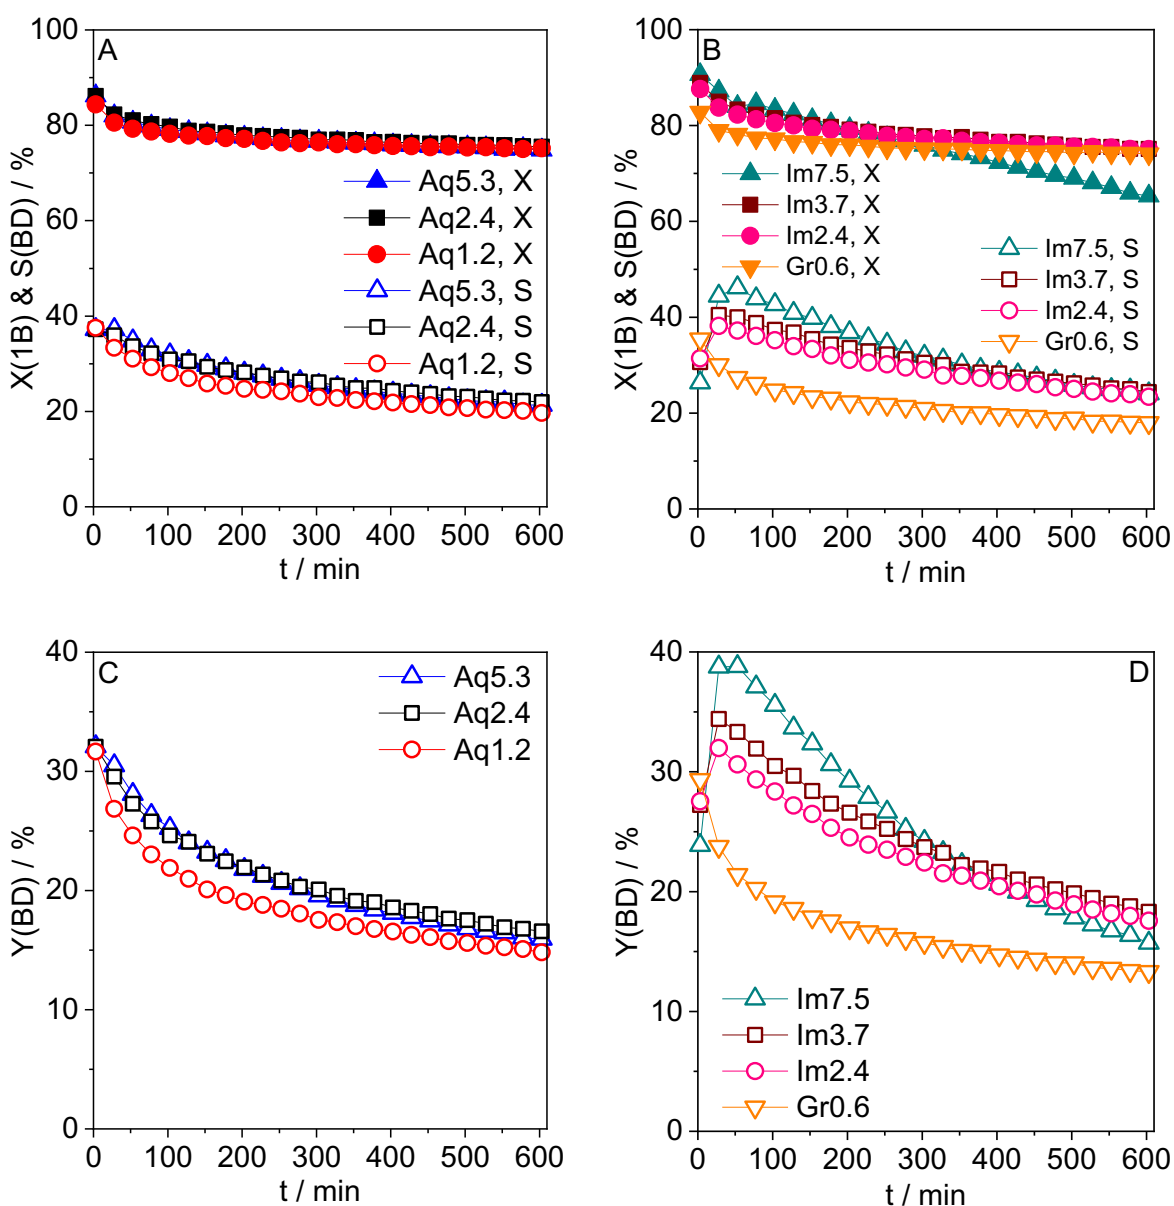 A
X(1B) & S(BD) / %
100
80
60
40
20
0
Aq5.3, X
Aq2.4, X
Aq1.2, X
Aq5.3, S
Aq2.4, S
Aq1.2, S
0 100 200 300 400 500 600
t / min
B
X(1B) & S(BD) / %
100
80
60
40
20
0
Im7.5, X
Im3.7, X
Im2.4, X
Gr0.6, X
Im7.5, S
Im3.7, S
Im2.4, S
Gr0.6, S
0 100 200 300 400 500 600
t / min
C
Y(BD) / %
40
30
20
10
0
Aq5.3
Aq2.4
Aq1.2
0 100 200 300 400 500 600
t / min
D
Y(BD) / %
40
30
20
10
0
Im7.5
Im3.7
Im2.4
Gr0.6
0 100 200 300 400 500 600
t / min